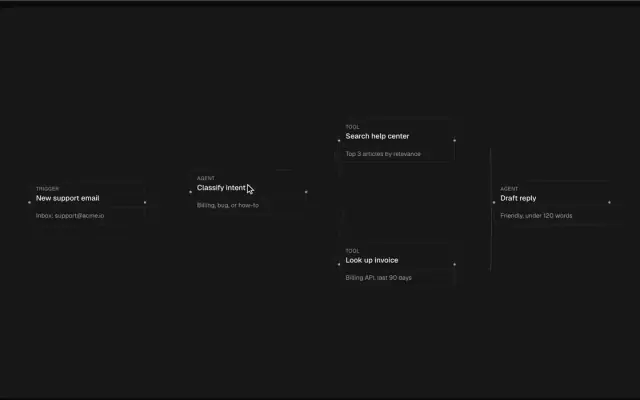 TRIGGER
New support email
Inbox: support@acme.io
AGENT
Classify intent
Billing, bug, or how-to
TOOL
Search help center
Top 3 articles by relevance
TOOL
Look up invoice
Billing API, last 90 days
AGENT
Draft reply
Friendly, under 120 words